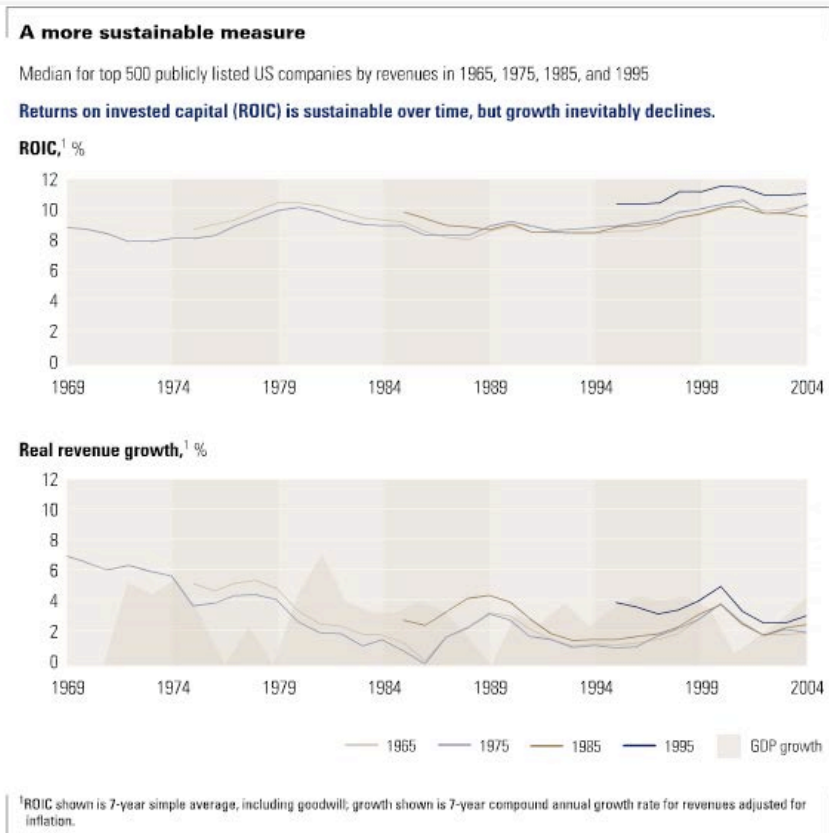 A more sustainable measure
Median for top 500 publicly listed US companies by revenues in 1965, 1975, 1985, and 1995
Returns on invested capital (ROIC) is sustainable over time, but growth inevitably declines.
ROIC,¹ %
12
10
8
6
4
2
0
1969 1974 1979 1984 1989 1994 1999 2004
Real revenue growth,¹ %
12
10
8
6
4
2
0
1969 1974 1979 1984 1989 1994 1999 2004
1965 1975 1985 1995 GDP growth
¹ROIC shown is 7-year simple average, including goodwill; growth shown is 7-year compound annual growth rate for revenues adjusted for
inflation.